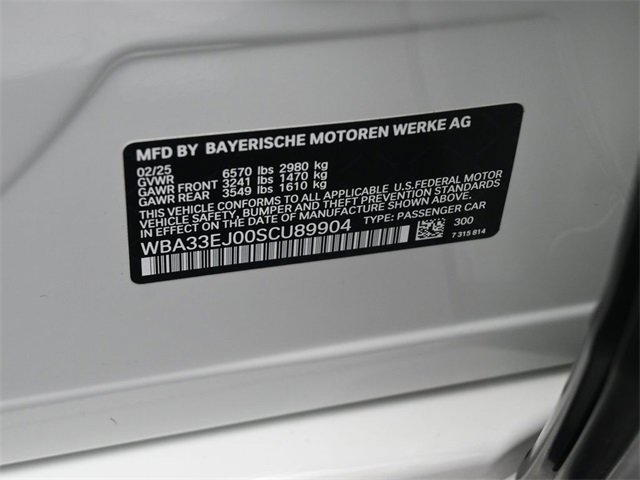 MFD BY BAYERISCHE MOTOREN WERKE AG
02/25
GVWR 6570 lbs 2980 kg
GAWR FRONT 3241 lbs 1470 kg
GAWR REAR 3549 lbs 1610 kg
THIS VEHICLE CONFORMS TO ALL APPLICABLE U.S. FEDERAL MOTOR
VEHICLE SAFETY, BUMPER AND THEFT PREVENTION STANDARDS
IN EFFECT ON THE DATE OF MANUFACTURE SHOWN ABOVE.
WBA33EJ00SCU89904 TYPE: PASSENGER CAR
300
7 315 814